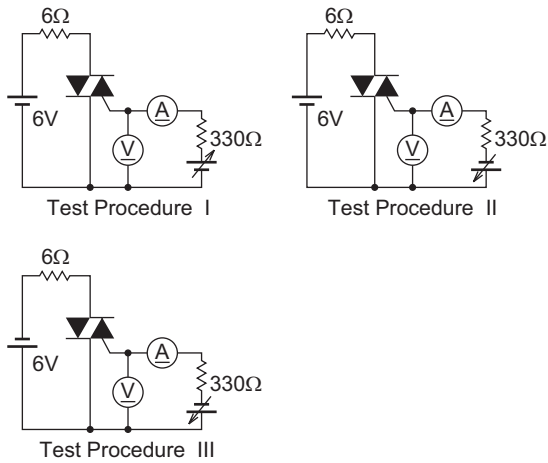 6Ω
6V
A
V
330Ω
Test Procedure I
6Ω
6V
A
V
330Ω
Test Procedure II
6Ω
6V
A
V
330Ω
Test Procedure III